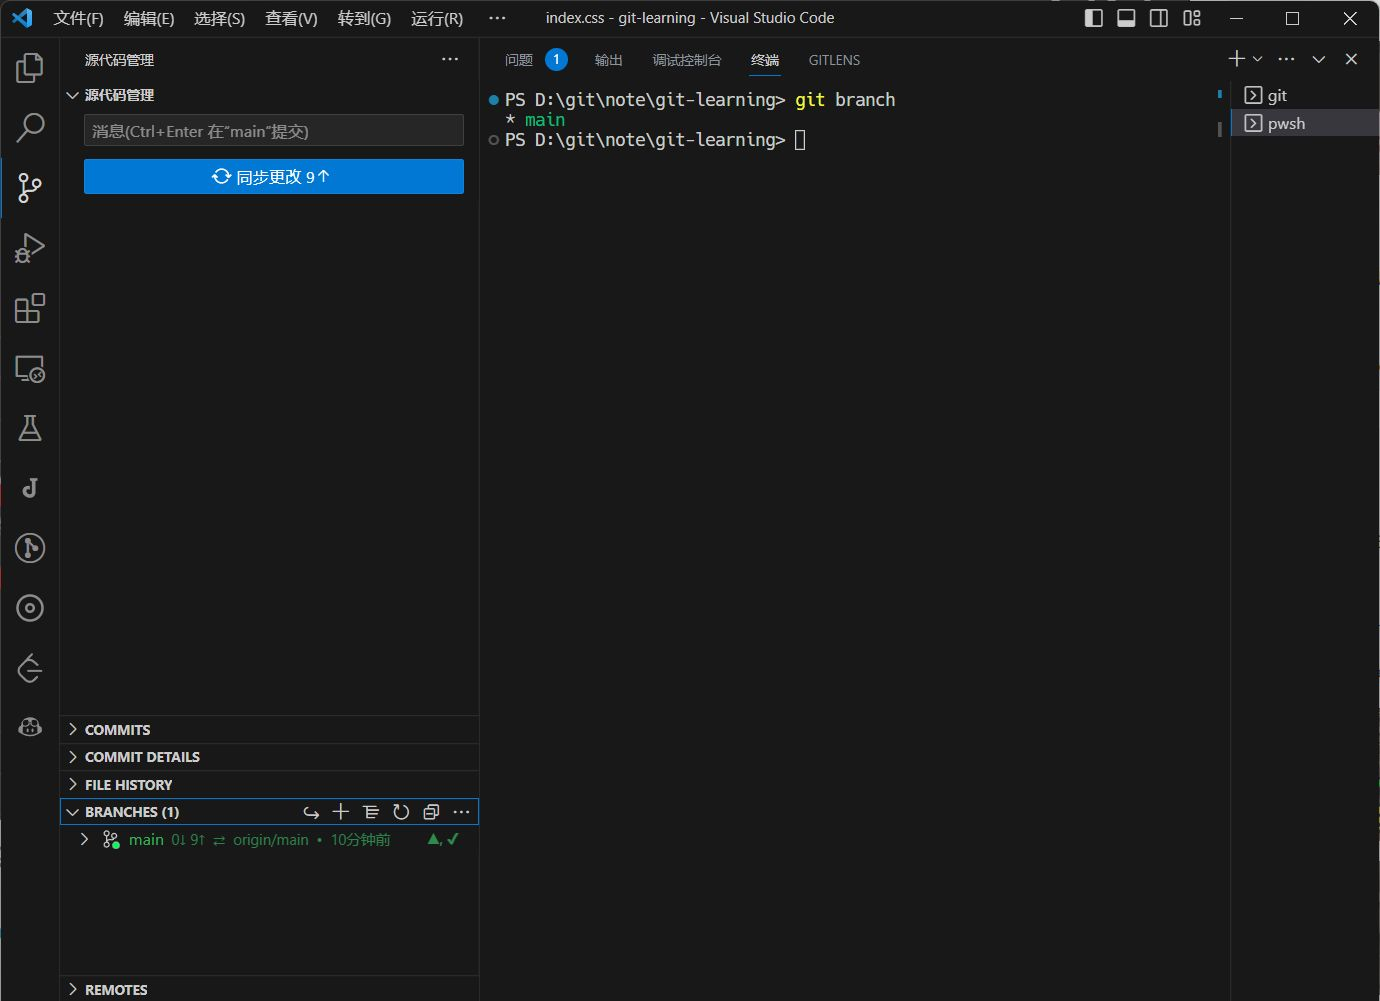 文件(F) 编辑(E) 选择(S) 查看(V) 转到(G) 运行(R) ··· index.css - git-learning - Visual Studio Code
源代码管理 ···
源代码管理
消息(Ctrl+Enter 在“main”提交)
同步更改 9↑
COMMITS
COMMIT DETAILS
FILE HISTORY
BRANCHES (1)
main 0↓ 9↑ ⇄ origin/main • 10分钟前 ▲, ✓
REMOTES
问题 1 输出 调试控制台 终端 GITLENS
PS D:\git\note\git-learning> git branch
* main
PS D:\git\note\git-learning>
git
pwsh